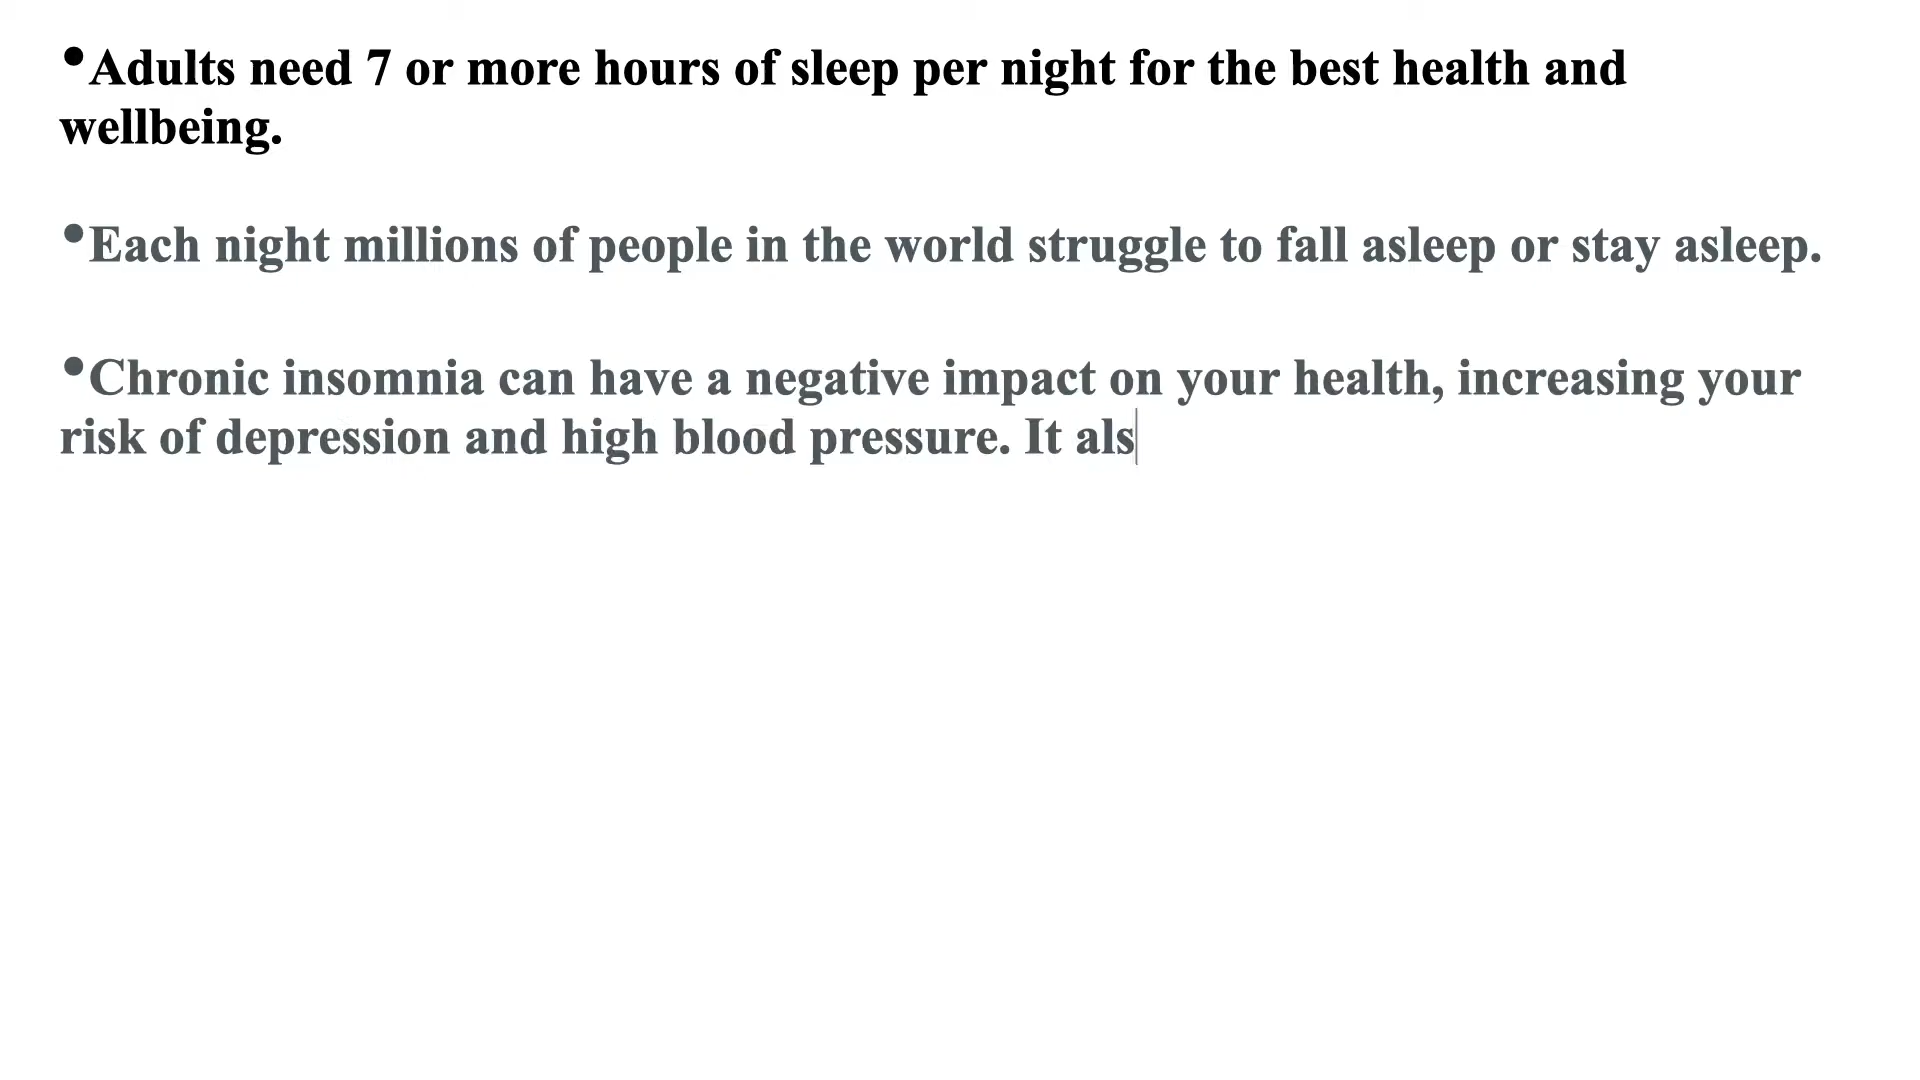 •Adults need 7 or more hours of sleep per night for the best health and
wellbeing.
•Each night millions of people in the world struggle to fall asleep or stay asleep.
•Chronic insomnia can have a negative impact on your health, increasing your
risk of depression and high blood pressure. It als